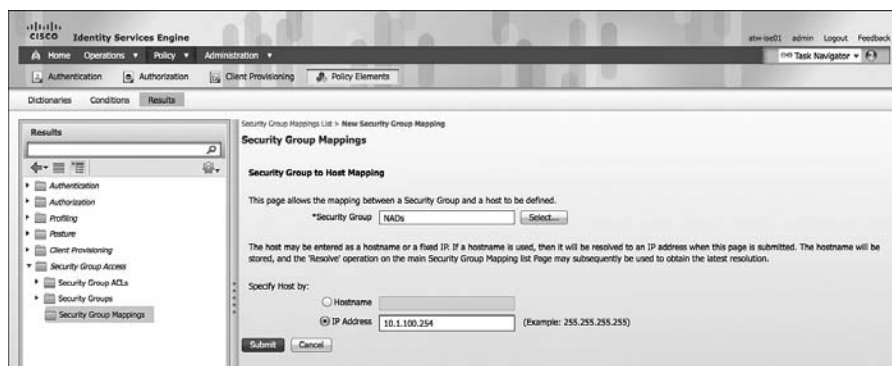 CISCO Identity Services Engine
atw-ise01 admin Logout Feedback
Home Operations ▾ Policy ▾ Administration ▾
Task Navigator ▾
Authentication Authorization Client Provisioning Policy Elements
Dictionaries Conditions Results
Results
Authentication
Authorization
Profiling
Posture
Client Provisioning
Security Group Access
Security Group ACLs
Security Groups
Security Group Mappings
Security Group Mappings List > New Security Group Mapping
Security Group Mappings
Security Group to Host Mapping
This page allows the mapping between a Security Group and a host to be defined.
*Security Group NADs Select...
The host may be entered as a hostname or a fixed IP. If a hostname is used, then it will be resolved to an IP address when this page is submitted. The hostname will be
stored, and the 'Resolve' operation on the main Security Group Mapping list Page may subsequently be used to obtain the latest resolution.
Specify Host by:
Hostname
IP Address 10.1.100.254 (Example: 255.255.255.255)
Submit Cancel